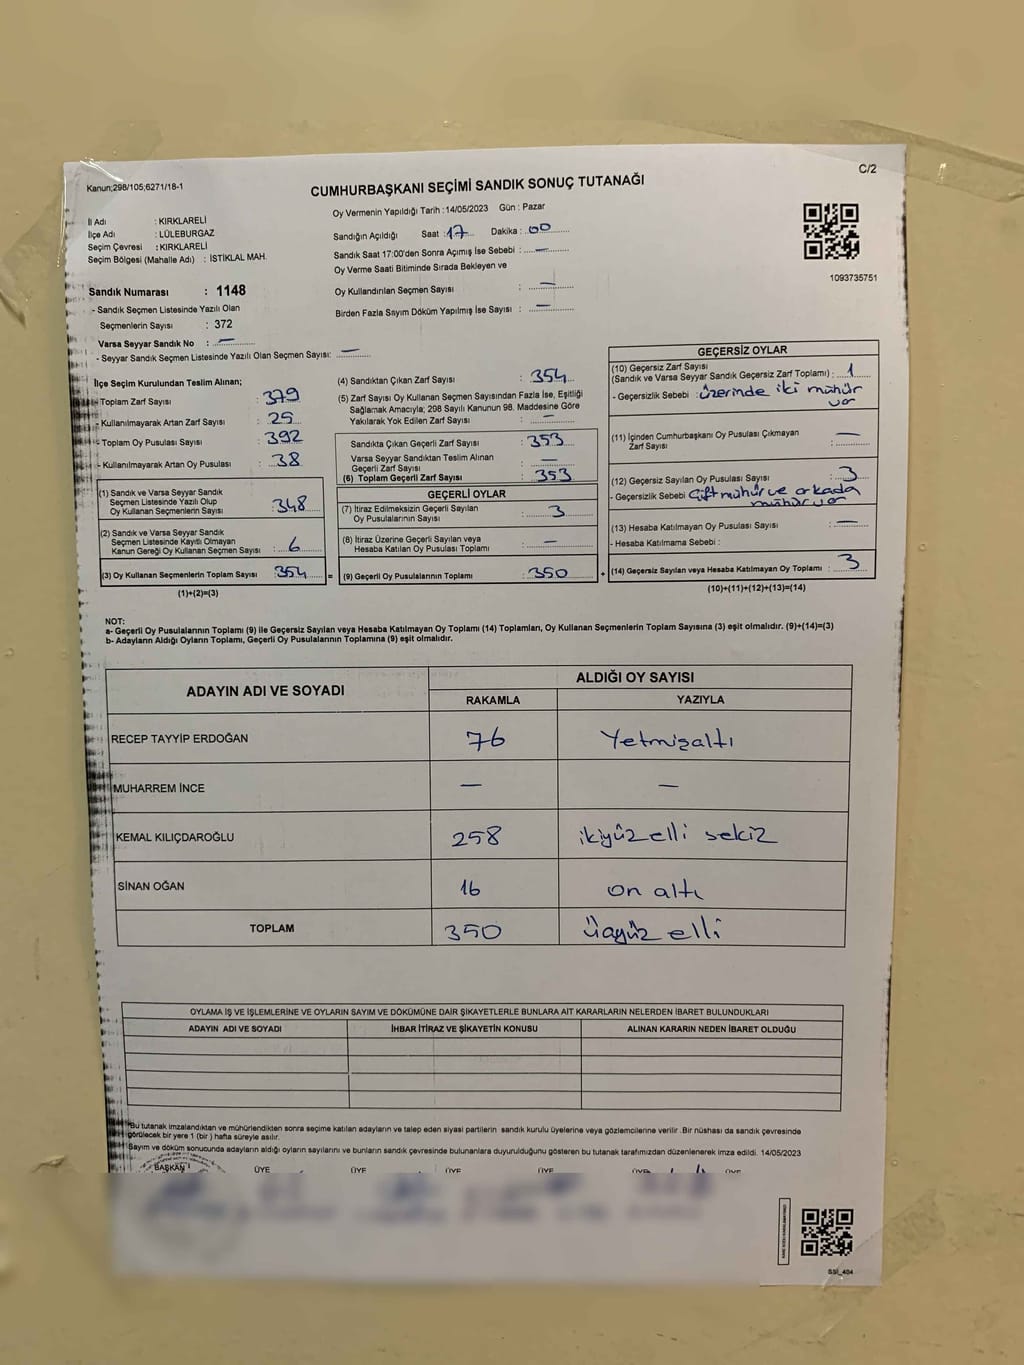 Kanun;298/105;6271/18-1
C/2
CUMHURBAŞKANI SEÇİMİ SANDIK SONUÇ TUTANAĞI
İl Adı : KIRKLARELİ
İlçe Adı : LÜLEBURGAZ
Seçim Çevresi : KIRKLARELİ
Seçim Bölgesi (Mahalle Adı) : İSTİKLAL MAH.
Sandık Numarası : 1148
- Sandık Seçmen Listesinde Yazılı Olan
Seçmenlerin Sayısı : 372
Varsa Seyyar Sandık No : —
- Seyyar Sandık Seçmen Listesinde Yazılı Olan Seçmen Sayısı: —
Oy Vermenin Yapıldığı Tarih :14/05/2023 Gün : Pazar
Sandığın Açıldığı Saat :17 Dakika : 00
Sandık Saat 17:00'den Sonra Açımış İse Sebebi : —
Oy Verme Saati Bitiminde Sırada Bekleyen ve
Oy Kullandırılan Seçmen Sayısı : —
Birden Fazla Sayım Döküm Yapılmış İse Sayısı : —
1093735751
İlçe Seçim Kurulundan Teslim Alınan;
- Toplam Zarf Sayısı : 379
- Kullanılmayarak Artan Zarf Sayısı : 25
- Toplam Oy Pusulası Sayısı : 392
- Kullanılmayarak Artan Oy Pusulası : 38
(1) Sandık ve Varsa Seyyar Sandık
Seçmen Listesinde Yazılı Olup
Oy Kullanan Seçmenlerin Sayısı : 348
(2) Sandık ve Varsa Seyyar Sandık
Seçmen Listesinde Kayıtlı Olmayan
Kanun Gereği Oy Kullanan Seçmen Sayısı : 6
(3) Oy Kullanan Seçmenlerin Toplam Sayısı : 354 =
(1)+(2)=(3)
(4) Sandıktan Çıkan Zarf Sayısı : 354
(5) Zarf Sayısı Oy Kullanan Seçmen Sayısından Fazla İse, Eşitliği
Sağlamak Amacıyla; 298 Sayılı Kanunun 98. Maddesine Göre
Yakılarak Yok Edilen Zarf Sayısı : —
Sandıkta Çıkan Geçerli Zarf Sayısı : 353
Varsa Seyyar Sandıktan Teslim Alınan
Geçerli Zarf Sayısı : —
(6) Toplam Geçerli Zarf Sayısı : 353
GEÇERLİ OYLAR
(7) İtiraz Edilmeksizin Geçerli Sayılan
Oy Pusulalarının Sayısı : 3
(8) İtiraz Üzerine Geçerli Sayılan veya
Hesaba Katılan Oy Pusulası Toplamı : —
(9) Geçerli Oy Pusulalarının Toplamı : 350 +
GEÇERSİZ OYLAR
(10) Geçersiz Zarf Sayısı
(Sandık ve Varsa Seyyar Sandık Geçersiz Zarf Toplamı) : 1
- Geçersizlik Sebebi : üzerinde iki mühür
var
(11) İçinden Cumhurbaşkanı Oy Pusulası Çıkmayan
Zarf Sayısı : —
(12) Geçersiz Sayılan Oy Pusulası Sayısı : 3
- Geçersizlik Sebebi : Çift mühür ve arkada
mühür var
(13) Hesaba Katılmayan Oy Pusulası Sayısı : —
- Hesaba Katılmama Sebebi :
(14) Geçersiz Sayılan veya Hesaba Katılmayan Oy Toplamı : 3
(10)+(11)+(12)+(13)=(14)
NOT:
a- Geçerli Oy Pusulalarının Toplamı (9) ile Geçersiz Sayılan veya Hesaba Katılmayan Oy Toplamı (14) Toplamları, Oy Kullanan Seçmenlerin Toplam Sayısına (3) eşit olmalıdır. (9)+(14)=(3)
b- Adayların Aldığı Oyların Toplamı, Geçerli Oy Pusulalarının Toplamına (9) eşit olmalıdır.
ADAYIN ADI VE SOYADI ALDIĞI OY SAYISI
RAKAMLA YAZIYLA
RECEP TAYYİP ERDOĞAN 76 Yetmişaltı
MUHARREM İNCE — —
KEMAL KILIÇDAROĞLU 258 ikiyüz elli sekiz
SİNAN OĞAN 16 on altı
TOPLAM 350 Üçyüz elli
OYLAMA İŞ VE İŞLEMLERİNE VE OYLARIN SAYIM VE DÖKÜMÜNE DAİR ŞİKAYETLERLE BUNLARA AİT KARARLARIN NELERDEN İBARET BULUNDUKLARI
ADAYIN ADI VE SOYADI İHBAR İTİRAZ VE ŞİKAYETİN KONUSU ALINAN KARARIN NEDEN İBARET OLDUĞU
*Bu tutanak imzalandıktan ve mühürlendikten sonra seçime katılan adayların ve talep eden siyasi partilerin sandık kurulu üyelerine veya gözlemcilerine verilir .Bir nüshası da sandık çevresinde
görülecek bir yere 1 (bir ) hafta süreyle asılır.
*Sayım ve döküm sonucunda adayların aldığı oyların sayılarını ve bunların sandık çevresinde bulunanlara duyurulduğunu gösteren bu tutanak tarafımızdan düzenlenerek imza edildi. 14/05/2023
BAŞKAN ÜYE ÜYE ÜYE ÜYE ÜYE ÜYE